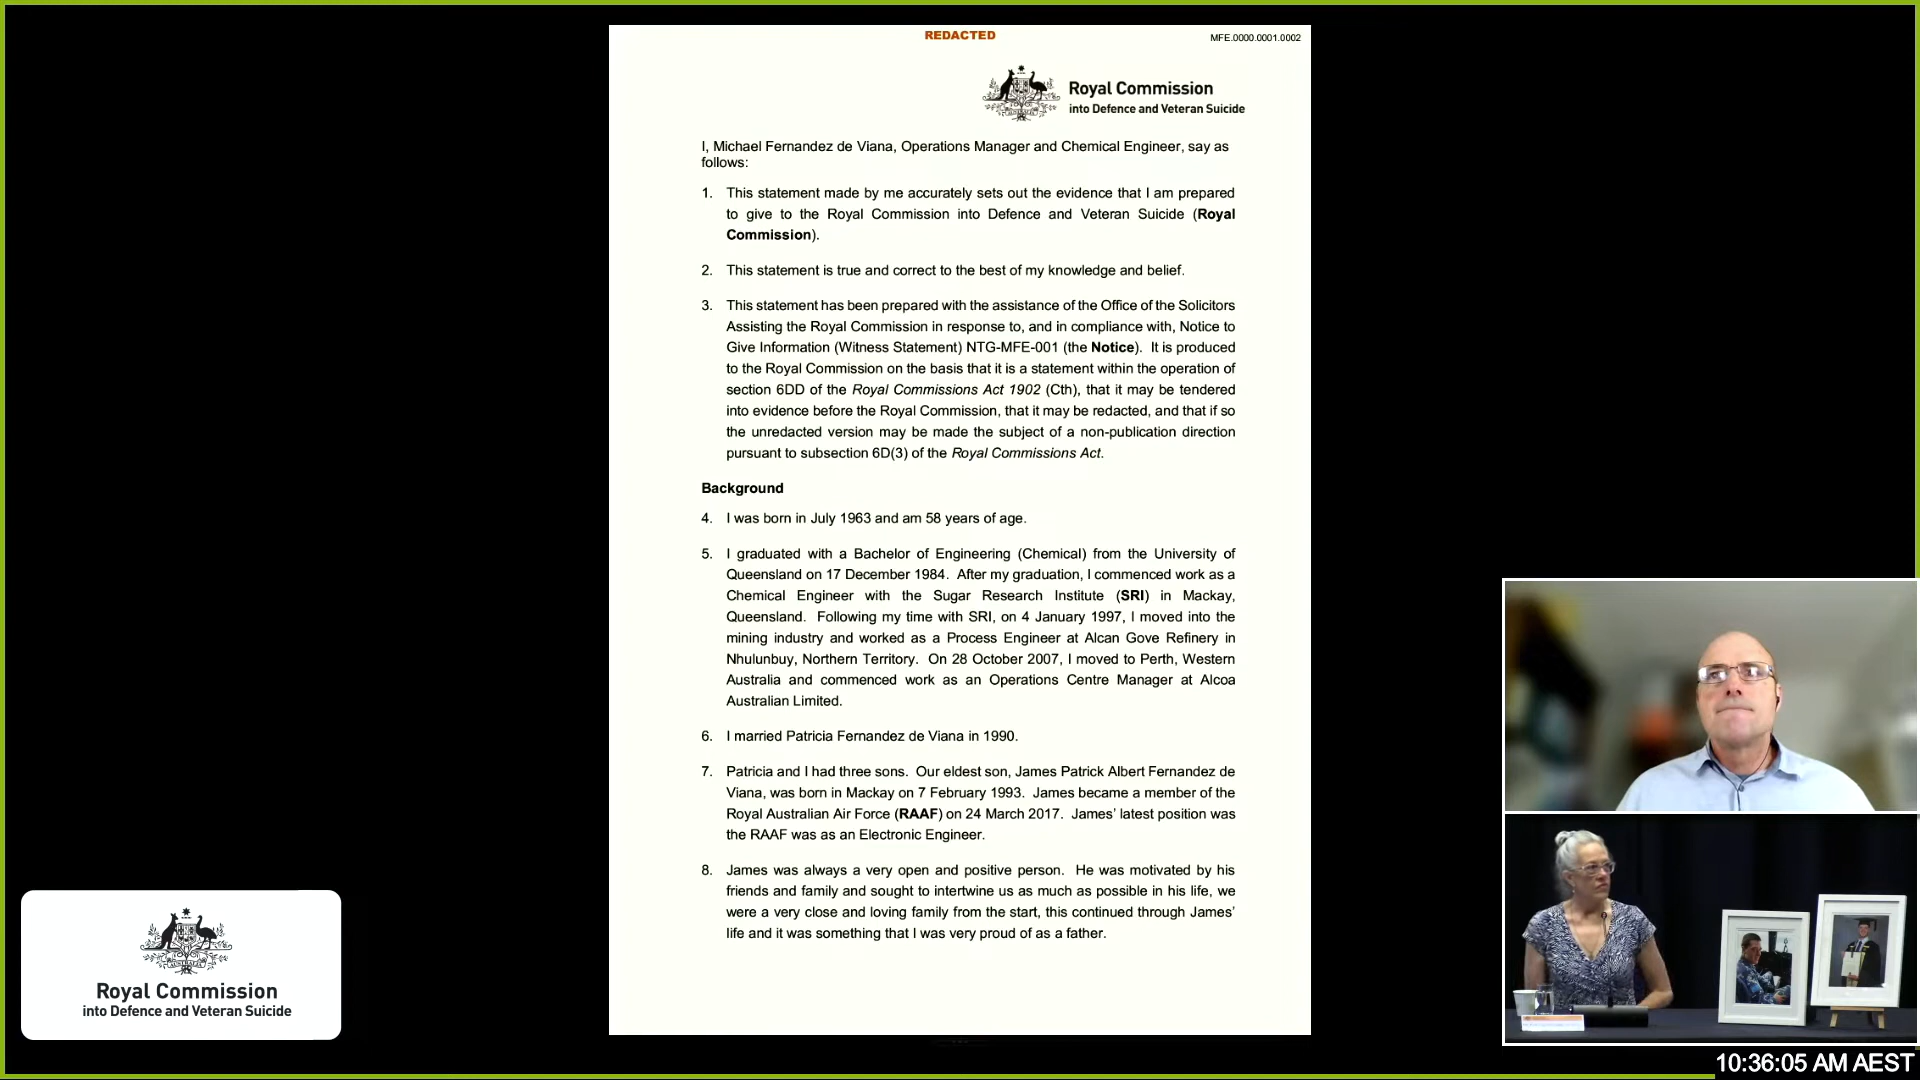 REDACTED
MFE.0000.0001.0002
Royal Commission
into Defence and Veteran Suicide
I, Michael Fernandez de Viana, Operations Manager and Chemical Engineer, say as
follows:
1. This statement made by me accurately sets out the evidence that I am prepared
to give to the Royal Commission into Defence and Veteran Suicide (Royal
Commission).
2. This statement is true and correct to the best of my knowledge and belief.
3. This statement has been prepared with the assistance of the Office of the Solicitors
Assisting the Royal Commission in response to, and in compliance with, Notice to
Give Information (Witness Statement) NTG-MFE-001 (the Notice). It is produced
to the Royal Commission on the basis that it is a statement within the operation of
section 6DD of the Royal Commissions Act 1902 (Cth), that it may be tendered
into evidence before the Royal Commission, that it may be redacted, and that if so
the unredacted version may be made the subject of a non-publication direction
pursuant to subsection 6D(3) of the Royal Commissions Act.
Background
4. I was born in July 1963 and am 58 years of age.
5. I graduated with a Bachelor of Engineering (Chemical) from the University of
Queensland on 17 December 1984. After my graduation, I commenced work as a
Chemical Engineer with the Sugar Research Institute (SRI) in Mackay,
Queensland. Following my time with SRI, on 4 January 1997, I moved into the
mining industry and worked as a Process Engineer at Alcan Gove Refinery in
Nhulunbuy, Northern Territory. On 28 October 2007, I moved to Perth, Western
Australia and commenced work as an Operations Centre Manager at Alcoa
Australian Limited.
6. I married Patricia Fernandez de Viana in 1990.
7. Patricia and I had three sons. Our eldest son, James Patrick Albert Fernandez de
Viana, was born in Mackay on 7 February 1993. James became a member of the
Royal Australian Air Force (RAAF) on 24 March 2017. James' latest position was
the RAAF was as an Electronic Engineer.
8. James was always a very open and positive person. He was motivated by his
friends and family and sought to intertwine us as much as possible in his life, we
were a very close and loving family from the start, this continued through James'
life and it was something that I was very proud of as a father.
Royal Commission
into Defence and Veteran Suicide
10:36:05 AM AEST